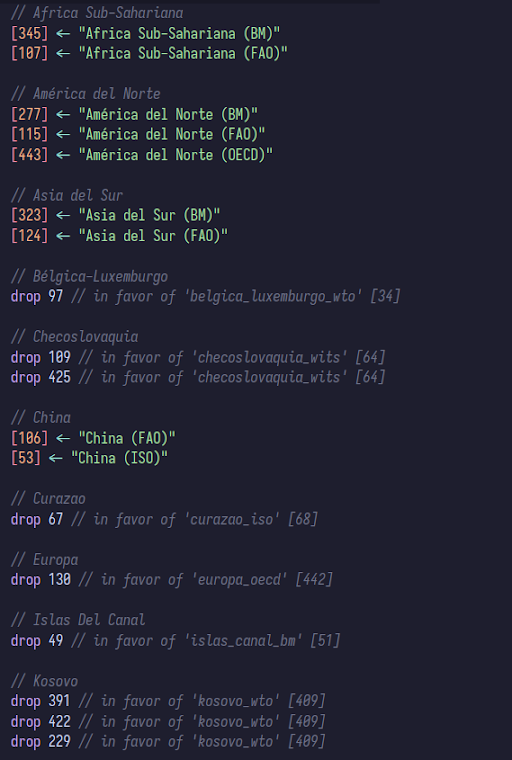 // Africa Sub-Sahariana
[345] <- "Africa Sub-Sahariana (BM)"
[107] <- "Africa Sub-Sahariana (FAO)"
// América del Norte
[277] <- "América del Norte (BM)"
[115] <- "América del Norte (FAO)"
[443] <- "América del Norte (OECD)"
// Asia del Sur
[323] <- "Asia del Sur (BM)"
[124] <- "Asia del Sur (FAO)"
// Bélgica-Luxemburgo
drop 97 // in favor of 'belgica_luxemburgo_wto' [34]
// Checoslovaquia
drop 109 // in favor of 'checoslovaquia_wits' [64]
drop 425 // in favor of 'checoslovaquia_wits' [64]
// China
[106] <- "China (FAO)"
[53] <- "China (ISO)"
// Curazao
drop 67 // in favor of 'curazao_iso' [68]
// Europa
drop 130 // in favor of 'europa_oecd' [442]
// Islas Del Canal
drop 49 // in favor of 'islas_canal_bm' [51]
// Kosovo
drop 391 // in favor of 'kosovo_wto' [409]
drop 422 // in favor of 'kosovo_wto' [409]
drop 229 // in favor of 'kosovo_wto' [409]